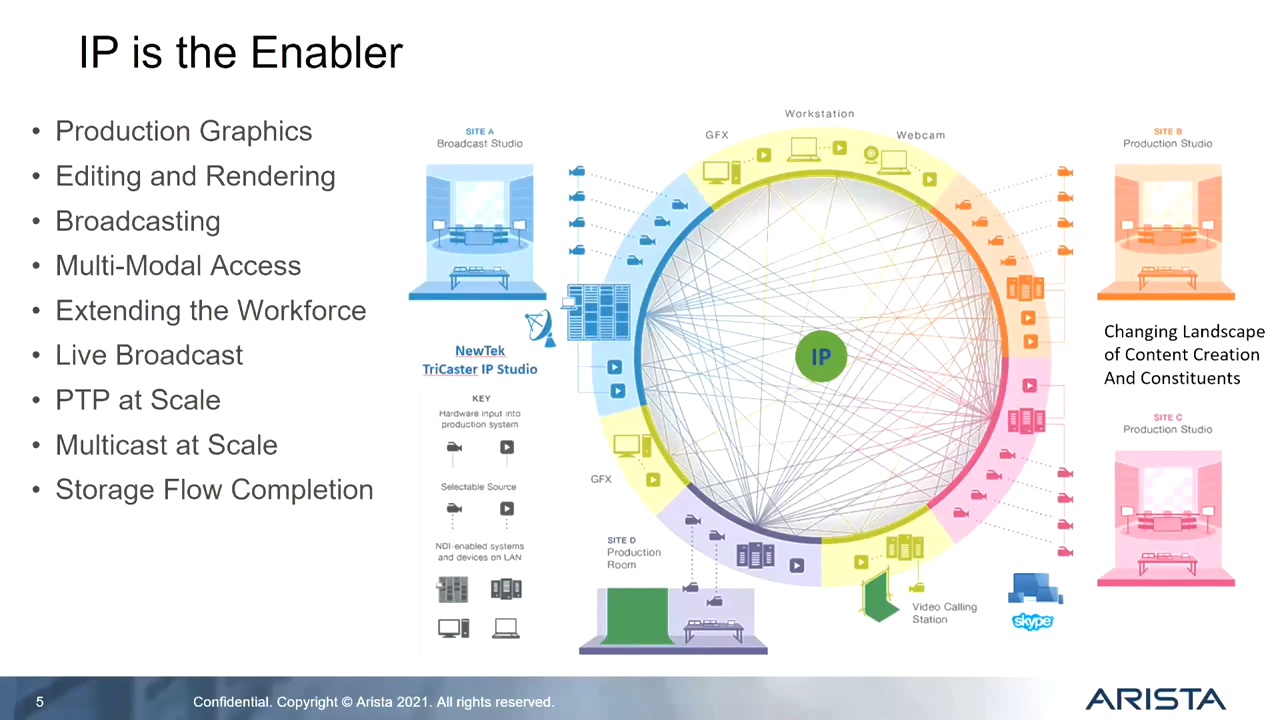 IP is the Enabler
• Production Graphics
• Editing and Rendering
• Broadcasting
• Multi-Modal Access
• Extending the Workforce
• Live Broadcast
• PTP at Scale
• Multicast at Scale
• Storage Flow Completion
SITE A
Broadcast Studio
GFX
Workstation
Webcam
SITE B
Production Studio
NewTek
TriCaster IP Studio
IP
Changing Landscape
of Content Creation
And Constituents
KEY
Hardware input into
production system
Selectable Source
NDI-enabled systems
and devices on LAN
GFX
SITE D
Production
Room
Video Calling
Station
skype
SITE C
Production Studio
5
Confidential. Copyright © Arista 2021. All rights reserved.
ARISTA